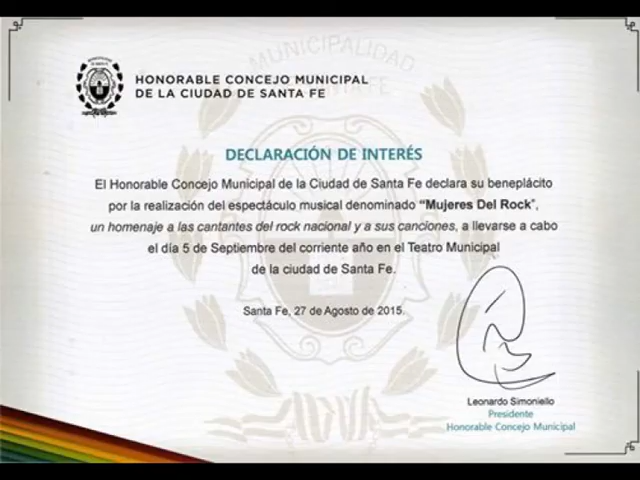 MUNICIPALIDAD
SANTA FE
HONORABLE CONCEJO MUNICIPAL
DE LA CIUDAD DE SANTA FE
DECLARACIÓN DE INTERÉS
El Honorable Concejo Municipal de la Ciudad de Santa Fe declara su beneplácito
por la realización del espectáculo musical denominado “Mujeres Del Rock”,
un homenaje a las cantantes del rock nacional y a sus canciones, a llevarse a cabo
el día 5 de Septiembre del corriente año en el Teatro Municipal
de la ciudad de Santa Fe.
Santa Fe, 27 de Agosto de 2015.
Leonardo Simoniello
Presidente
Honorable Concejo Municipal